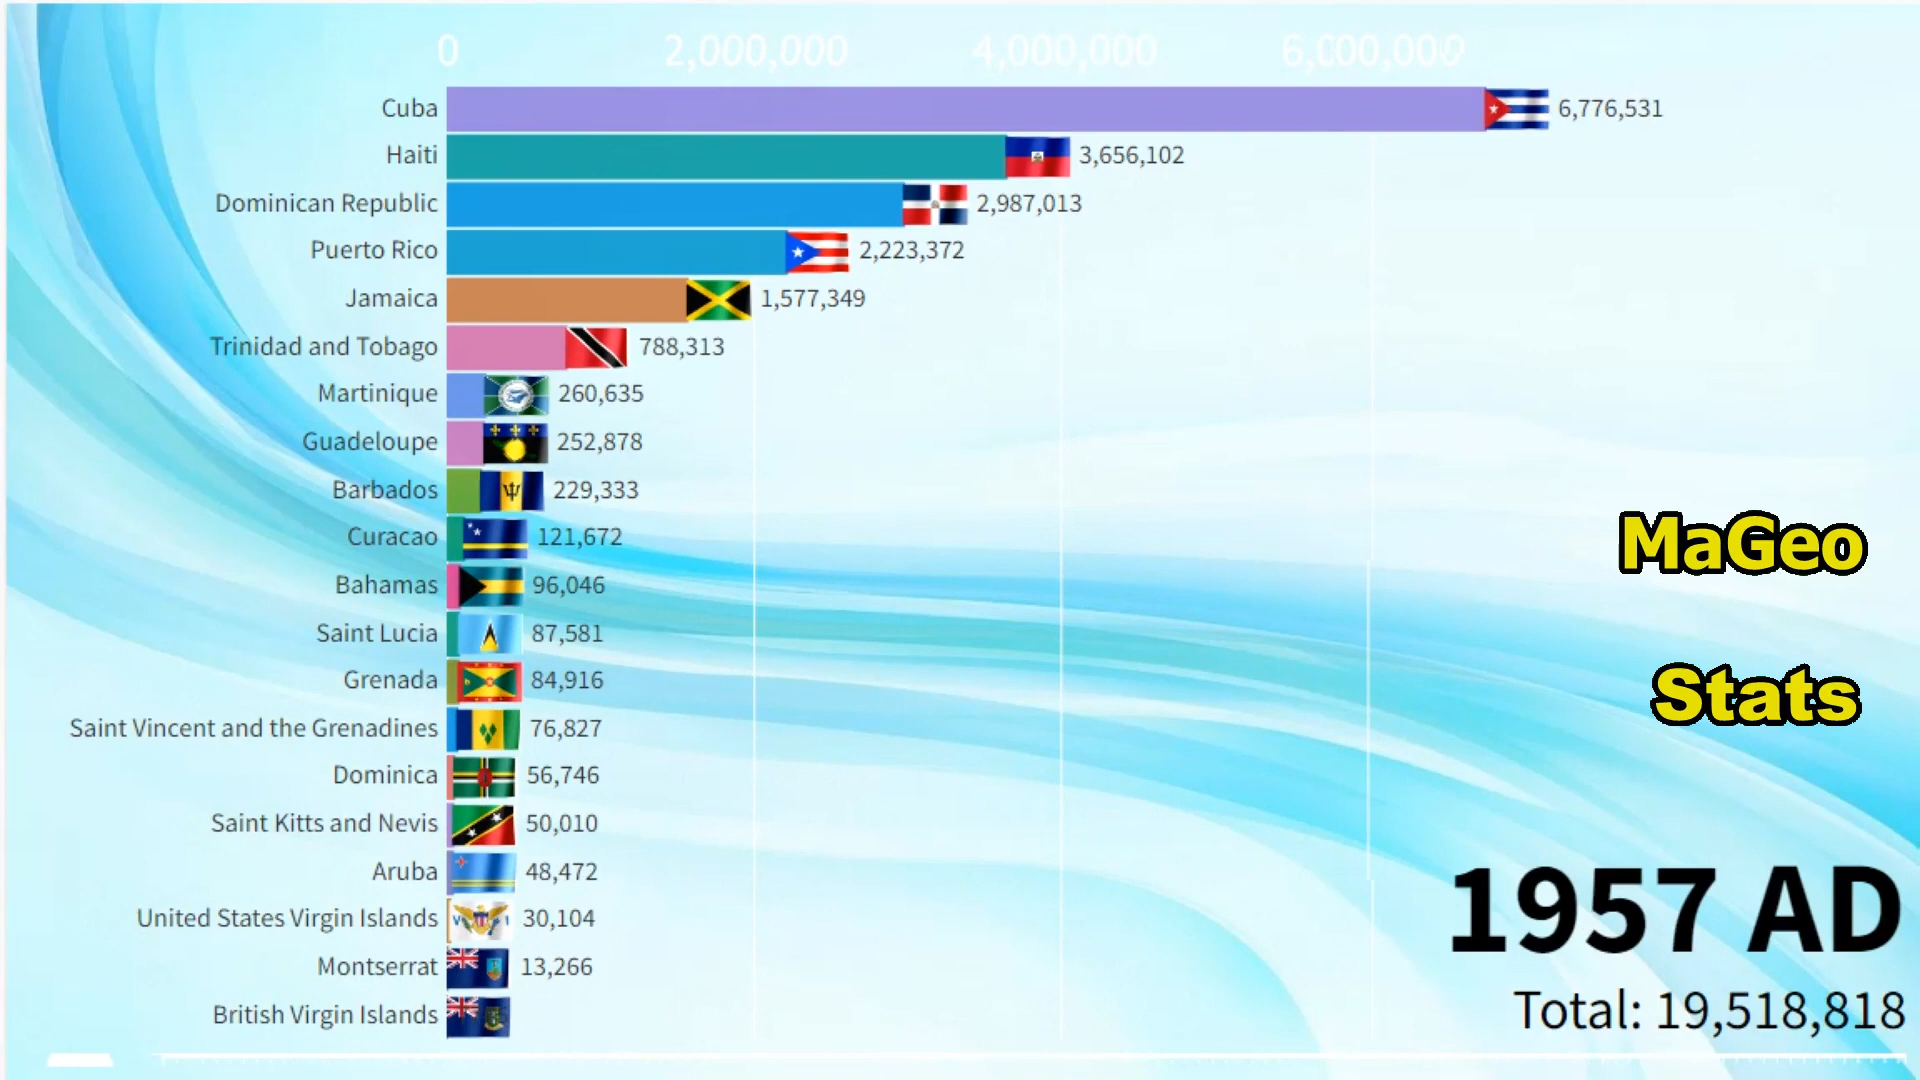 0 2,000,000 4,000,000 6,000,000
Cuba 6,776,531
Haiti 3,656,102
Dominican Republic 2,987,013
Puerto Rico 2,223,372
Jamaica 1,577,349
Trinidad and Tobago 788,313
Martinique 260,635
Guadeloupe 252,878
Barbados 229,333
Curacao 121,672
Bahamas 96,046
Saint Lucia 87,581
Grenada 84,916
Saint Vincent and the Grenadines 76,827
Dominica 56,746
Saint Kitts and Nevis 50,010
Aruba 48,472
United States Virgin Islands 30,104
Montserrat 13,266
British Virgin Islands
MaGeo
Stats
1957 AD
Total: 19,518,818